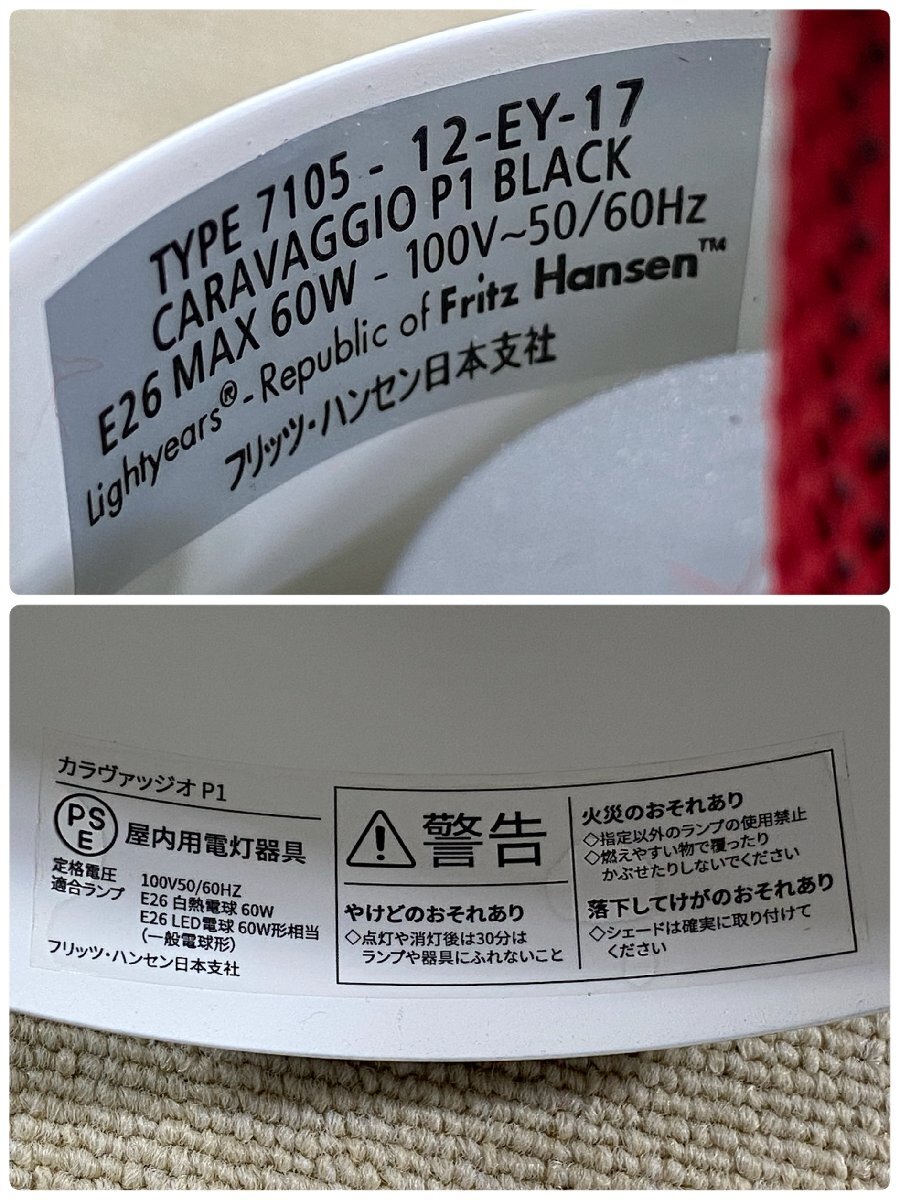 TYPE 7105 - 12-EY-17
CARAVAGGIO P1 BLACK
E26 MAX 60W - 100V~50/60Hz
Lightyears® - Republic of Fritz Hansen™
フリッツ・ハンセン日本支社
カラヴァッジオ P1
PS
E
屋内用電灯器具
定格電圧 100V50/60HZ
適合ランプ E26 白熱電球 60W
E26 LED電球 60W形相当
(一般電球形)
フリッツ・ハンセン日本支社
警告
やけどのおそれあり
◇点灯や消灯後は30分は
ランプや器具にふれないこと
火災のおそれあり
◇指定以外のランプの使用禁止
◇燃えやすい物で覆ったり
かぶせたりしないでください
落下してけがのおそれあり
◇シェードは確実に取り付けて
ください